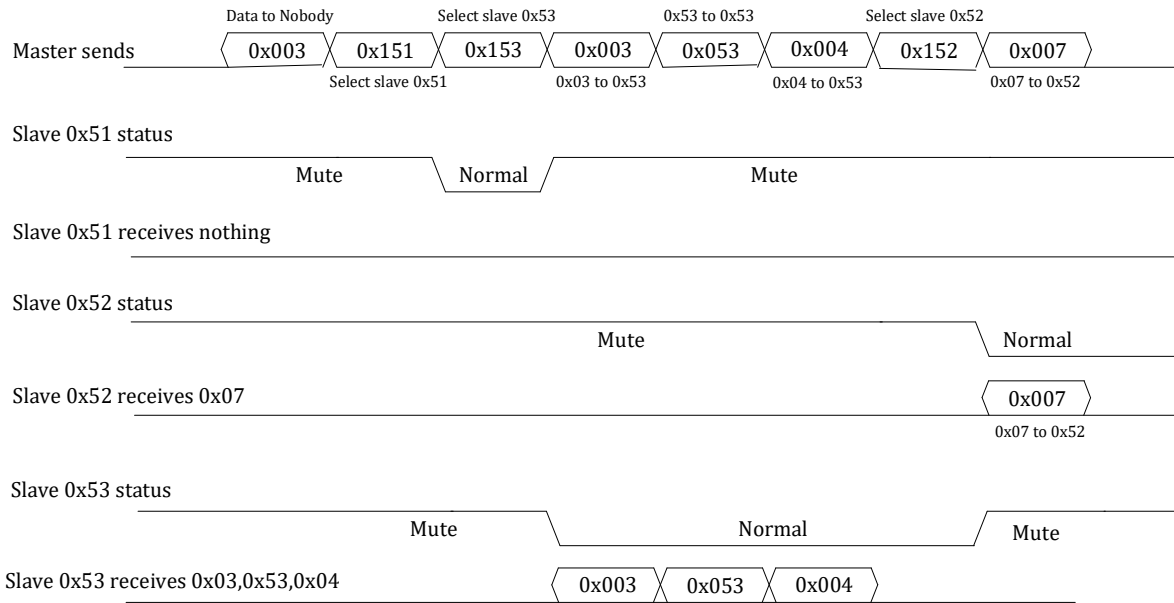 Data to Nobody Select slave 0x53 0x53 to 0x53 Select slave 0x52
Master sends 0x003 0x151 0x153 0x003 0x053 0x004 0x152 0x007
Select slave 0x51 0x03 to 0x53 0x04 to 0x53 0x07 to 0x52
Slave 0x51 status
Mute Normal Mute
Slave 0x51 receives nothing
Slave 0x52 status
Mute Normal
Slave 0x52 receives 0x07 0x007
0x07 to 0x52
Slave 0x53 status
Mute Normal Mute
Slave 0x53 receives 0x03,0x53,0x04 0x003 0x053 0x004